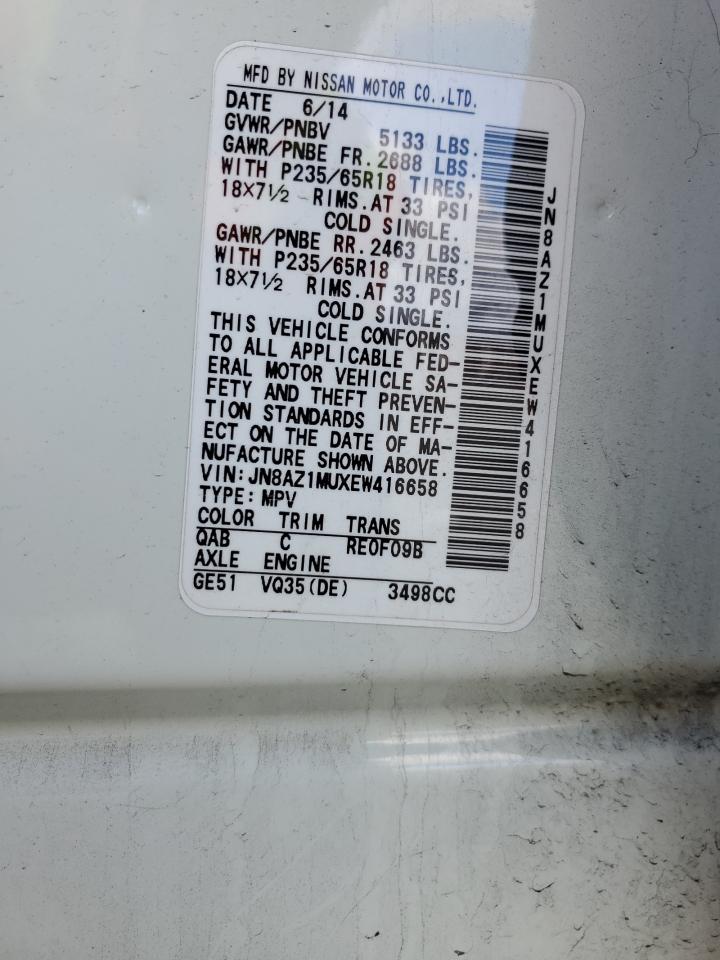 MFD BY NISSAN MOTOR CO.,LTD.
DATE 6/14
GVWR/PNBV 5133 LBS.
GAWR/PNBE FR.2688 LBS.
WITH P235/65R18 TIRES,
18X7½ RIMS.AT 33 PSI
COLD SINGLE.
GAWR/PNBE RR.2463 LBS.
WITH P235/65R18 TIRES,
18X7½ RIMS.AT 33 PSI
COLD SINGLE.
THIS VEHICLE CONFORMS
TO ALL APPLICABLE FED-
ERAL MOTOR VEHICLE SA-
FETY AND THEFT PREVEN-
TION STANDARDS IN EFF-
ECT ON THE DATE OF MA-
NUFACTURE SHOWN ABOVE.
VIN:JN8AZ1MUXEW416658
TYPE:MPV
COLOR TRIM TRANS
QAB C RE0F09B
AXLE ENGINE
GE51 VQ35(DE) 3498CC
JN8AZ1MUXEW416658